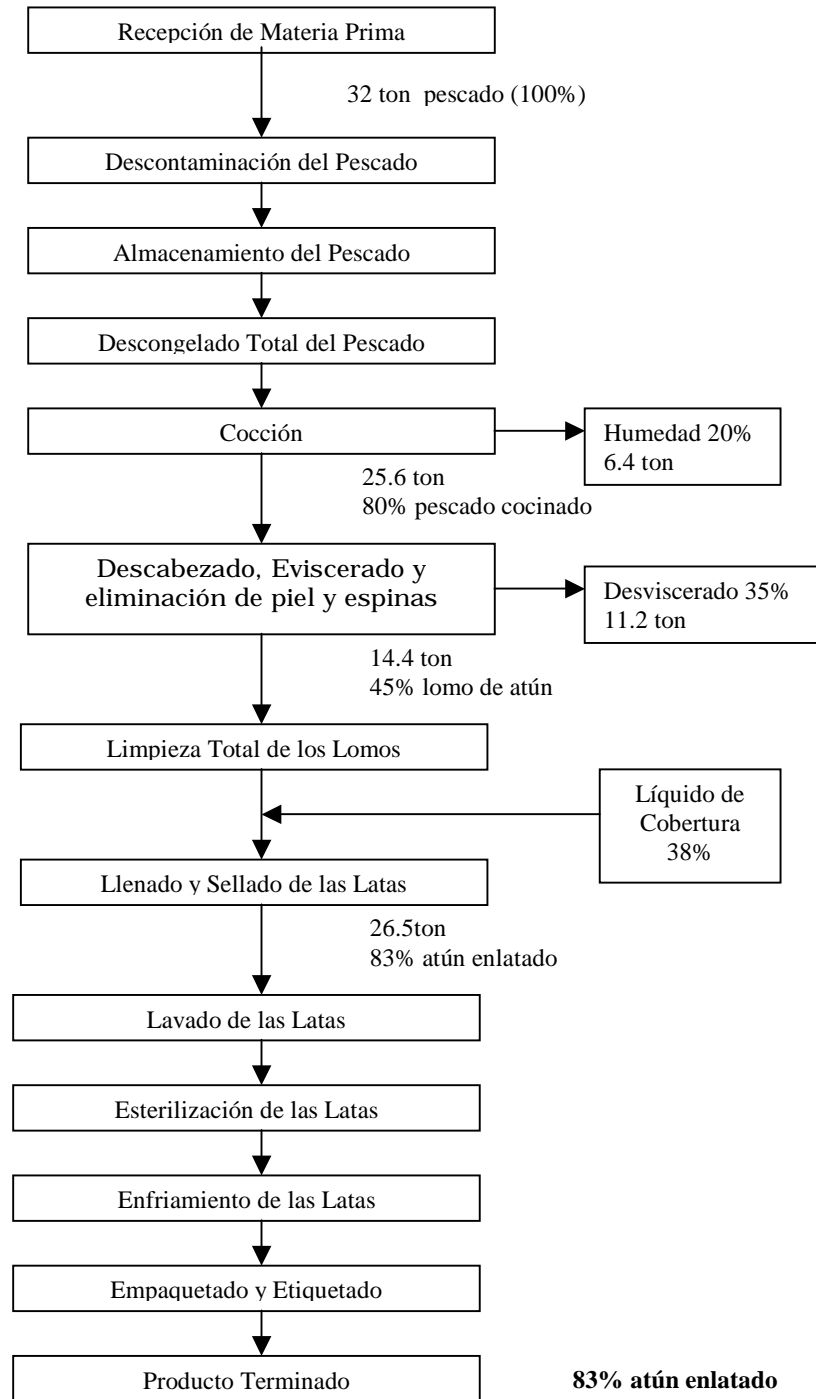 Recepción de Materia Prima
32 ton pescado (100%)
Descontaminación del Pescado
Almacenamiento del Pescado
Descongelado Total del Pescado
Cocción
Humedad 20%
6.4 ton
25.6 ton
80% pescado cocinado
Descabezado, Eviscerado y
eliminación de piel y espinas
Desviscerado 35%
11.2 ton
14.4 ton
45% lomo de atún
Limpieza Total de los Lomos
Líquido de
Cobertura
38%
Llenado y Sellado de las Latas
26.5ton
83% atún enlatado
Lavado de las Latas
Esterilización de las Latas
Enfriamiento de las Latas
Empaquetado y Etiquetado
Producto Terminado
83% atún enlatado